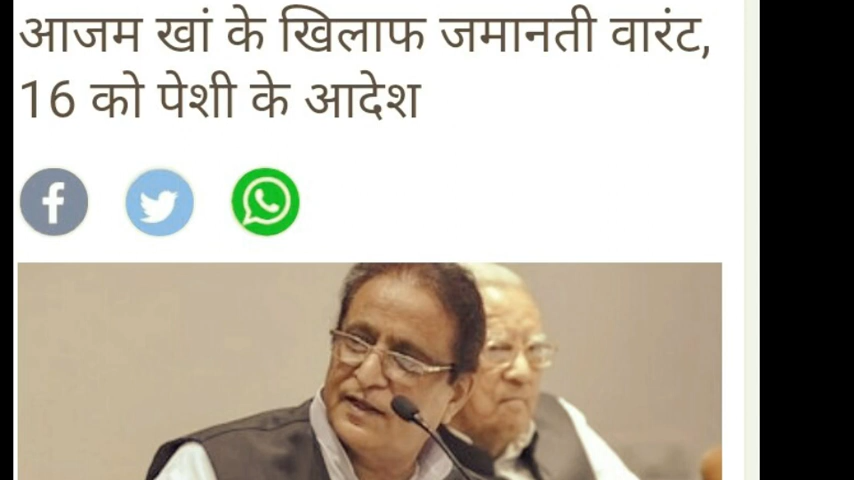 आजम खां के खिलाफ जमानती वारंट,
16 को पेशी के आदेश